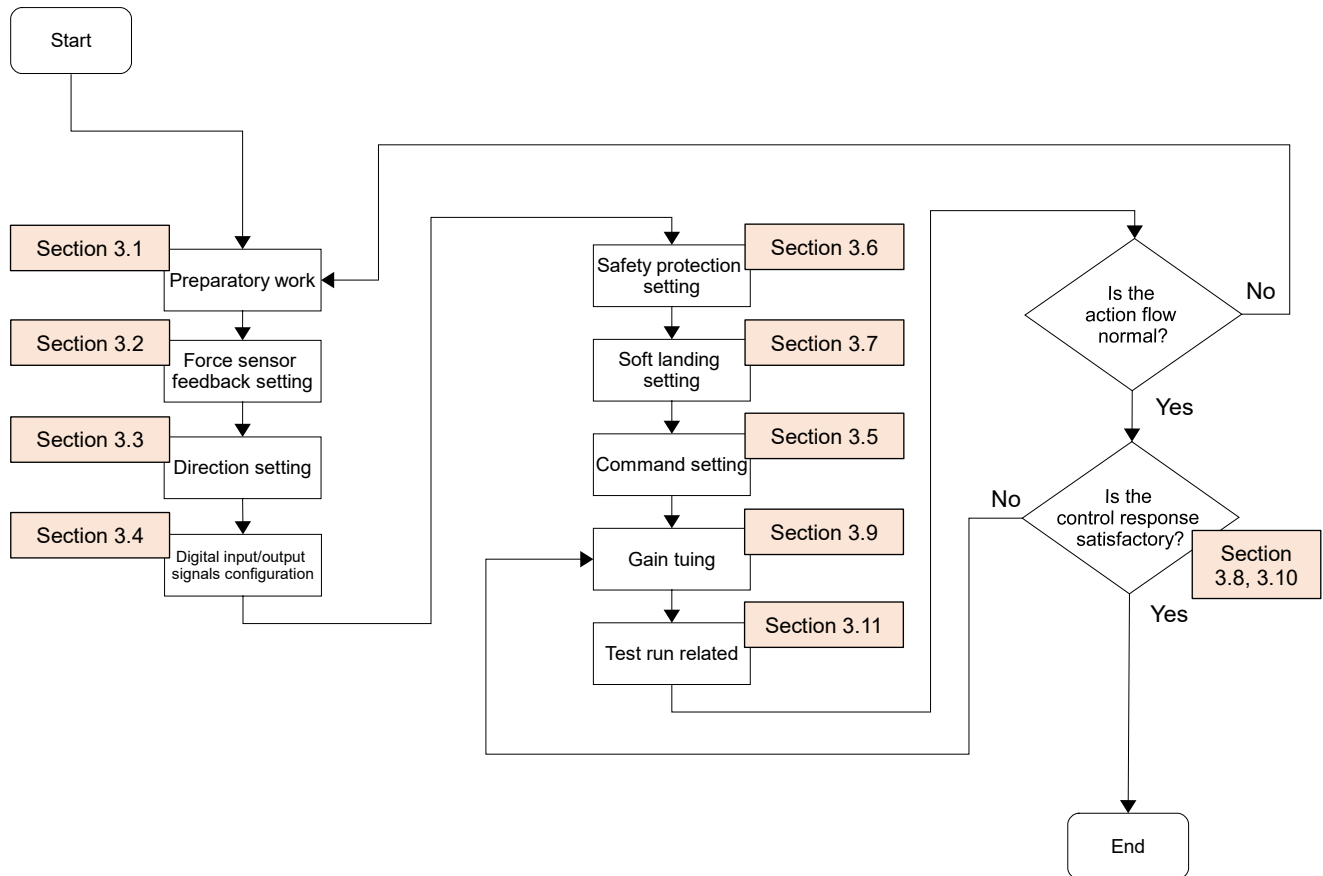 Start
Section 3.1
Preparatory work
Section 3.2
Force sensor
feedback setting
Section 3.3
Direction setting
Section 3.4
Digital input/output
signals configuration
Section 3.6
Safety protection
setting
Section 3.7
Soft landing
setting
Section 3.5
Command setting
Section 3.9
Gain tuing
Section 3.11
Test run related
Is the
action flow
normal?
No
Yes
Is the
control response
satisfactory?
No
Section
3.8, 3.10
Yes
End